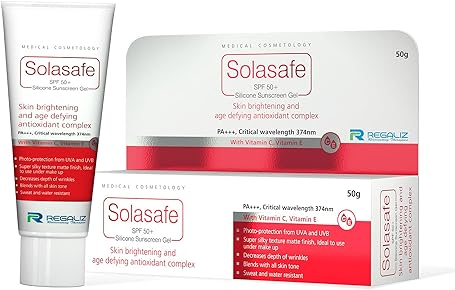 Solasafe
SPF 50+
Silicone Sunscreen Gel
Skin brightening and
age defying
antioxidant complex
PA+++, Critical wavelength 374nm
With Vitamin C, Vitamin E
Photo-protection from UVA and UVB
Super silky texture matte finish, Ideal to
use under make up
Decreases depth of wrinkles
Blends with all skin tone
Sweat and water resistant
REGALIZ
MEDICAL COSMETOLOGY
50g
Solasafe
SPF 50+
Silicone Sunscreen Gel
Skin brightening and
age defying antioxidant complex
PA+++, Critical wavelength 374nm
With Vitamin C, Vitamin E
REGALIZ
MEDICAL COSMETOLOGY
50g
Solasafe
SPF 50+
Silicone Sunscreen Gel
Skin brightening and
age defying antioxidant complex
PA+++, Critical wavelength 374nm
With Vitamin C, Vitamin E
Photo-protection from UVA and UVB
Super silky texture matte finish, Ideal to
use under make up
Decreases depth of wrinkles
Blends with all skin tone
Sweat and water resistant